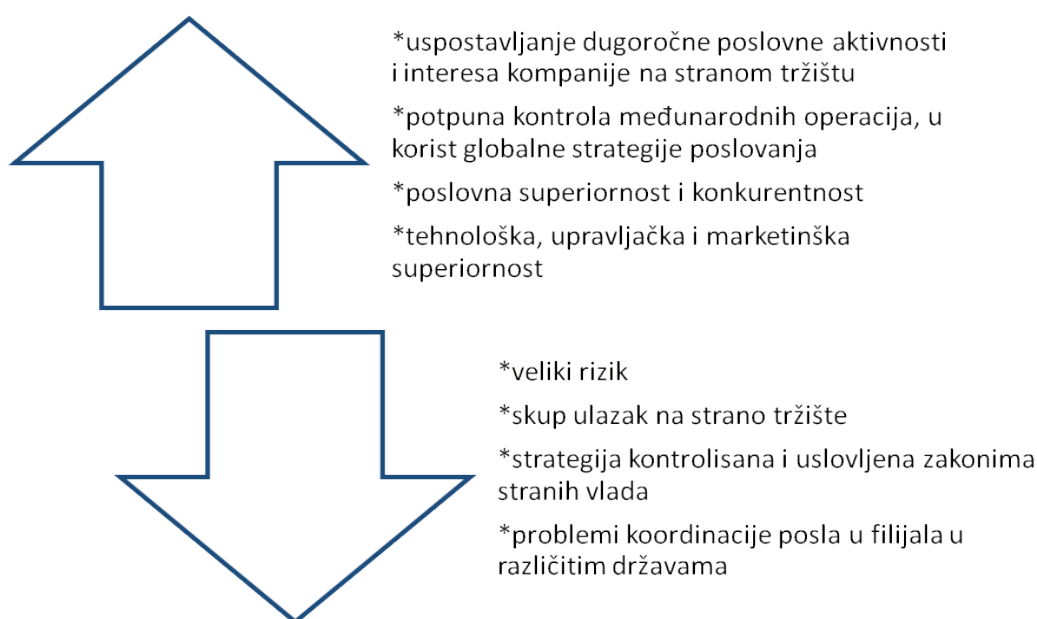 *uspostavljanje dugoročne poslovne aktivnosti
i interesa kompanije na stranom tržištu
*potpuna kontrola međunarodnih operacija, u
korist globalne strategije poslovanja
*poslovna superiornost i konkurentnost
*tehnološka, upravljačka i marketinška
superiornost
*veliki rizik
*skup ulazak na strano tržište
*strategija kontrolisana i uslovljena zakonima
stranih vlada
*problemi koordinacije posla u filijala u
različitim državama